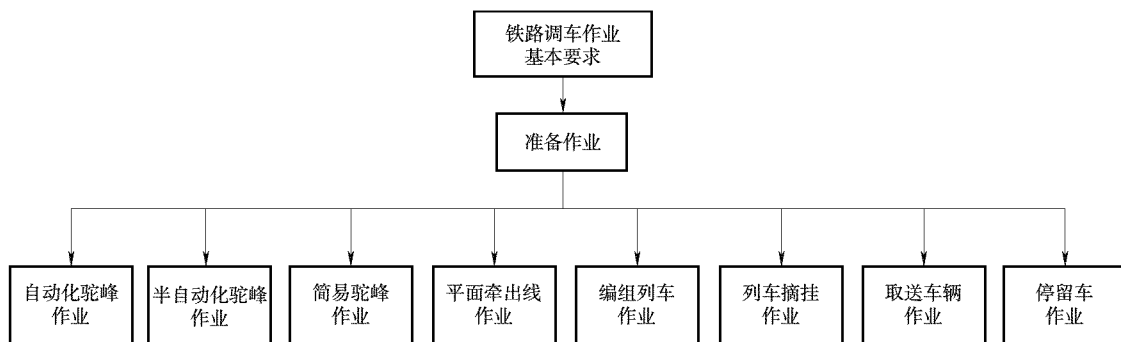 铁路调车作业
基本要求
准备作业
自动化驼峰
作业
半自动化驼峰
作业
简易驼峰
作业
平面牵出线
作业
编组列车
作业
列车摘挂
作业
取送车辆
作业
停留车
作业